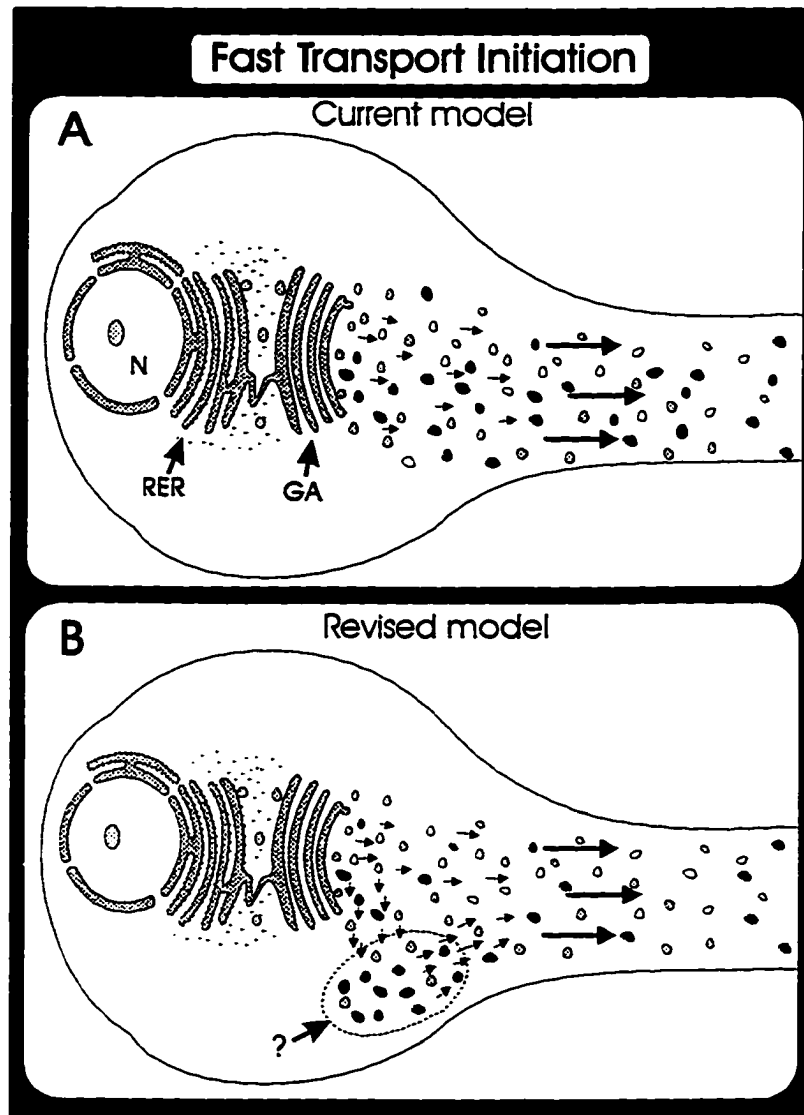 Fast Transport Initiation
A
Current model
N
RER
GA
B
Revised model
?